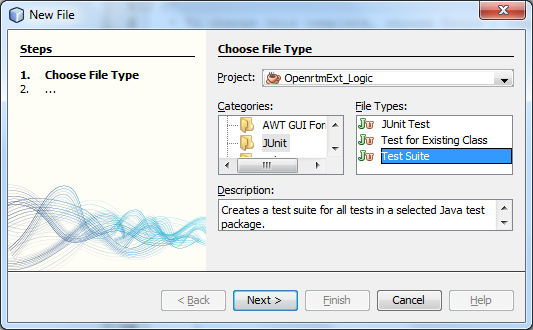 New File
Steps
1. Choose File Type
2. ...
Choose File Type
Project: OpenrtmExt_Logic
Categories:
AWT GUI For
JUnit
File Types:
JUnit Test
Test for Existing Class
Test Suite
Description:
Creates a test suite for all tests in a selected Java test
package.
< Back
Next >
Finish
Cancel
Help